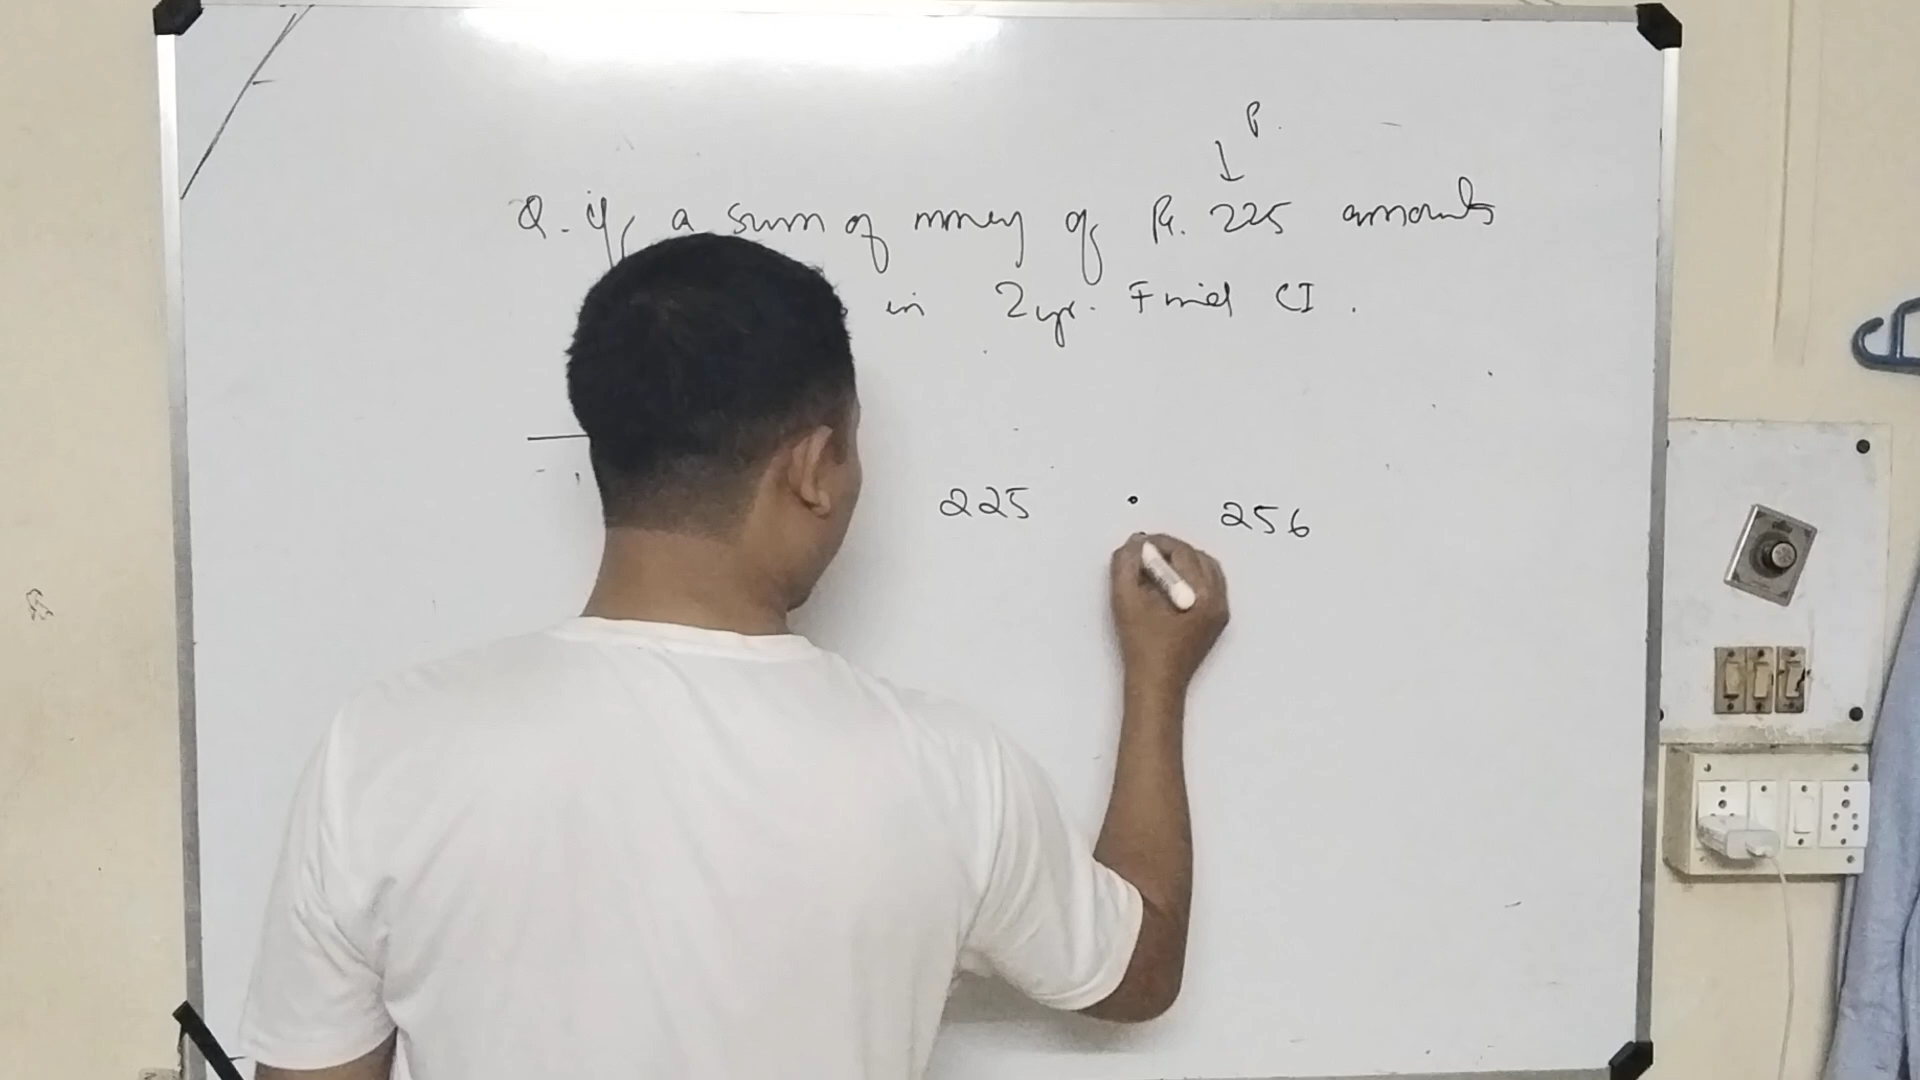 P.
Q. If a sum of money of Rs. 225 amounts
in 2yr. Find CI.
225 : 256